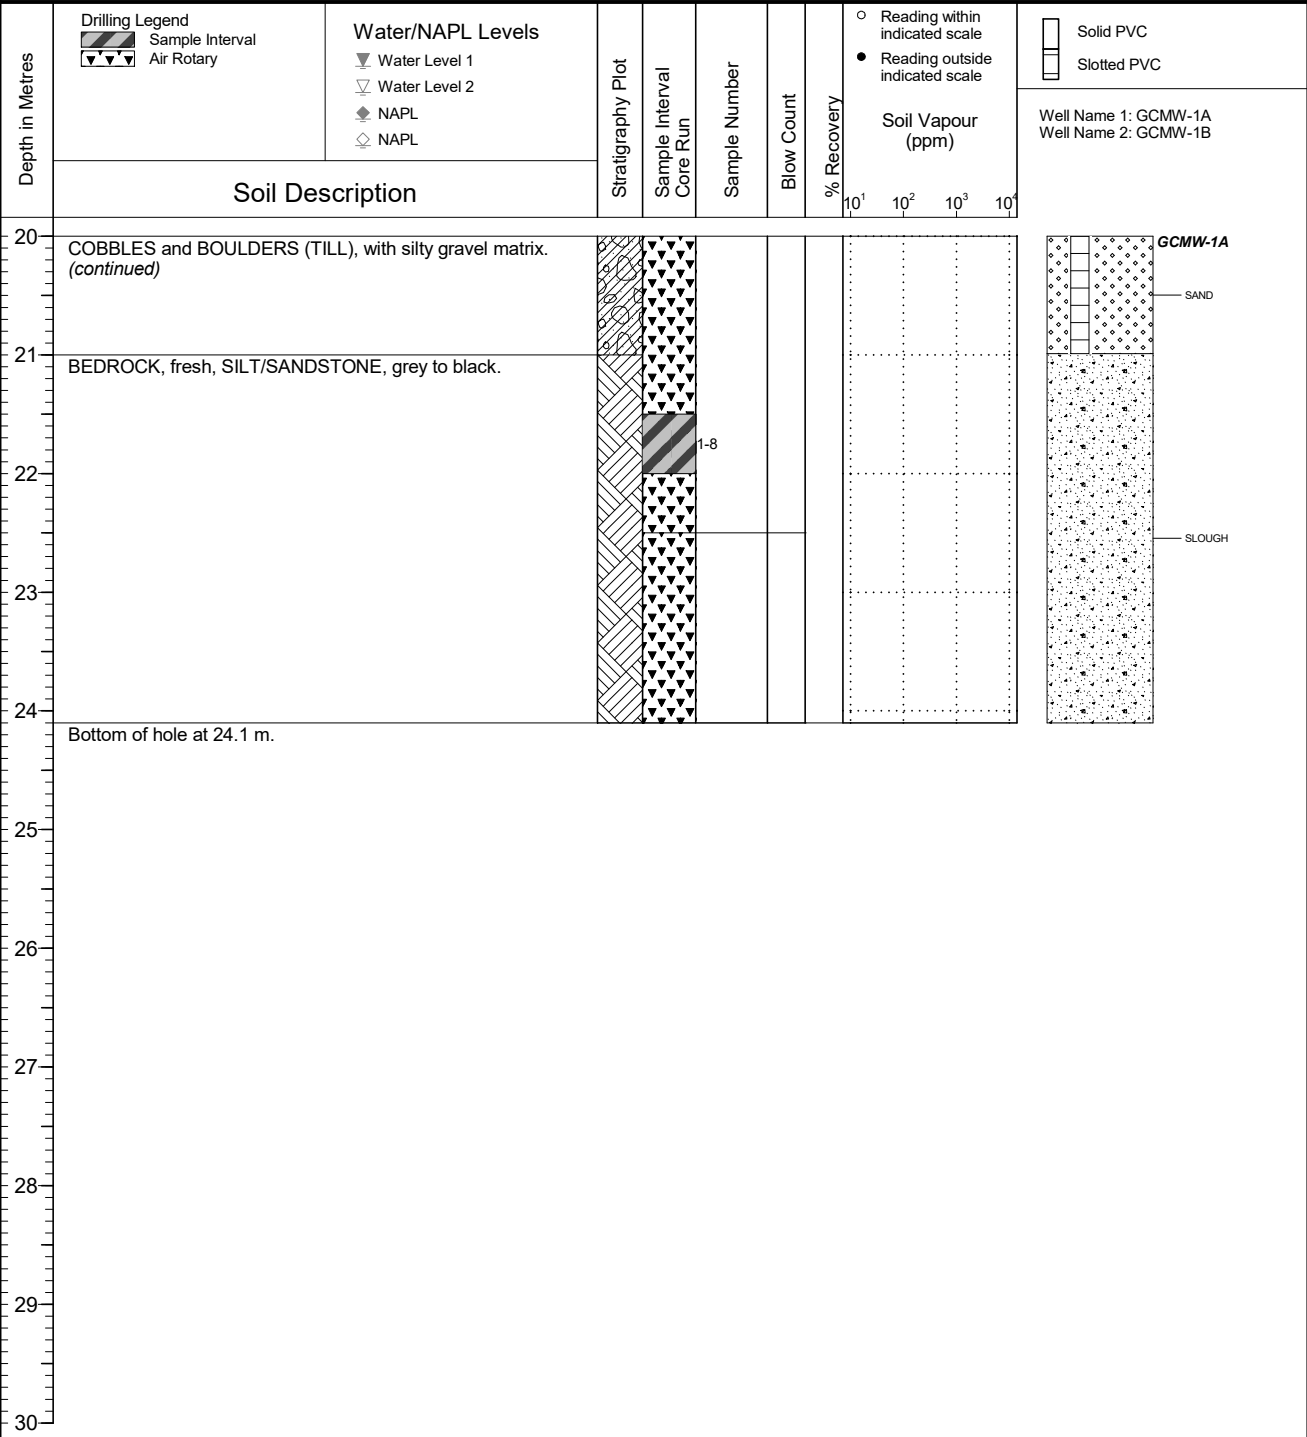 Depth in Metres
Drilling Legend
Sample Interval
Air Rotary
Water/NAPL Levels
Water Level 1
Water Level 2
NAPL
NAPL
Soil Description
Stratigraphy Plot
Sample Interval
Core Run
Sample Number
Blow Count
% Recovery
Reading within
indicated scale
Reading outside
indicated scale
Soil Vapour
(ppm)
10¹ 10² 10³ 10⁴
Solid PVC
Slotted PVC
Well Name 1: GCMW-1A
Well Name 2: GCMW-1B
20
COBBLES and BOULDERS (TILL), with silty gravel matrix.
(continued)
GCMW-1A
SAND
21
BEDROCK, fresh, SILT/SANDSTONE, grey to black.
1-8
22
SLOUGH
23
24
Bottom of hole at 24.1 m.
25
26
27
28
29
30